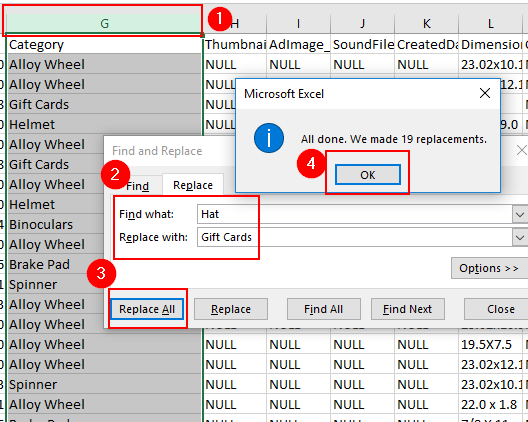 G H I J K L
1
Category Thumbnai AdImage_ SoundFile CreatedDa Dimension
Alloy Wheel NULL NULL NULL NULL 23.02x10.1
Alloy Wheel
Microsoft Excel
Gift Cards
Helmet
All done. We made 19 replacements.
Alloy Wheel
Find and Replace
4
OK
Gift Cards
2
Find Replace
Alloy Wheel
Helmet
Find what: Hat
Binoculars
Replace with: Gift Cards
Alloy Wheel
Brake Pad
Options >>
3
Spinner
Alloy Wheel
Replace All Replace Find All Find Next Close
Alloy Wheel
Alloy Wheel NULL NULL NULL NULL 19.5X7.5
Alloy Wheel NULL NULL NULL NULL 23.02x12.1
Spinner NULL NULL NULL NULL 23.02x10.1
Alloy Wheel NULL NULL NULL NULL 22.0 x 1.8